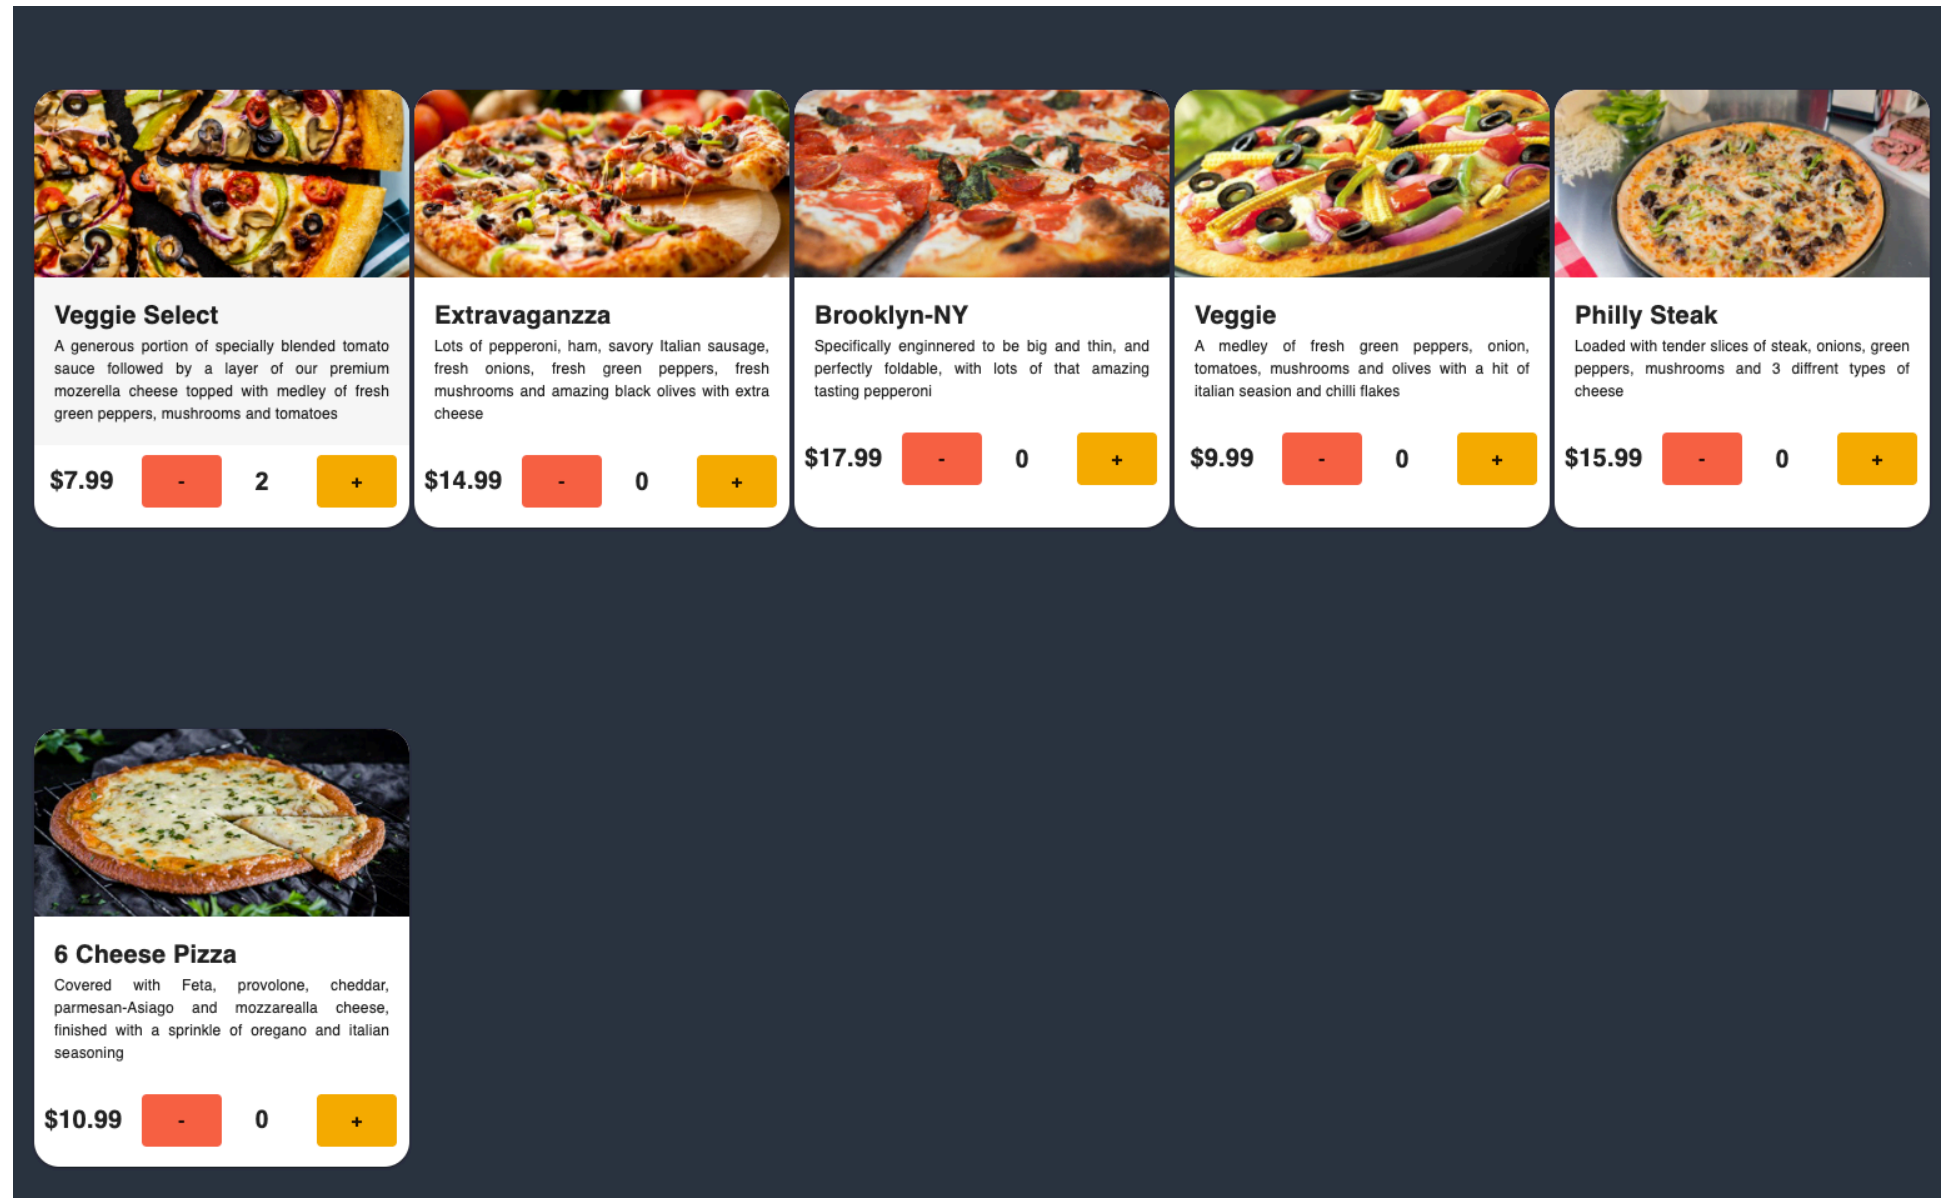 Veggie Select
A generous portion of specially blended tomato
sauce followed by a layer of our premium
mozerella cheese topped with medley of fresh
green peppers, mushrooms and tomatoes
$7.99 - 2 +
Extravaganzza
Lots of pepperoni, ham, savory Italian sausage,
fresh onions, fresh green peppers, fresh
mushrooms and amazing black olives with extra
cheese
$14.99 - 0 +
Brooklyn-NY
Specifically enginnered to be big and thin, and
perfectly foldable, with lots of that amazing
tasting pepperoni
$17.99 - 0 +
Veggie
A medley of fresh green peppers, onion,
tomatoes, mushrooms and olives with a hit of
italian seasion and chilli flakes
$9.99 - 0 +
Philly Steak
Loaded with tender slices of steak, onions, green
peppers, mushrooms and 3 diffrent types of
cheese
$15.99 - 0 +
6 Cheese Pizza
Covered with Feta, provolone, cheddar,
parmesan-Asiago and mozzarealla cheese,
finished with a sprinkle of oregano and italian
seasoning
$10.99 - 0 +